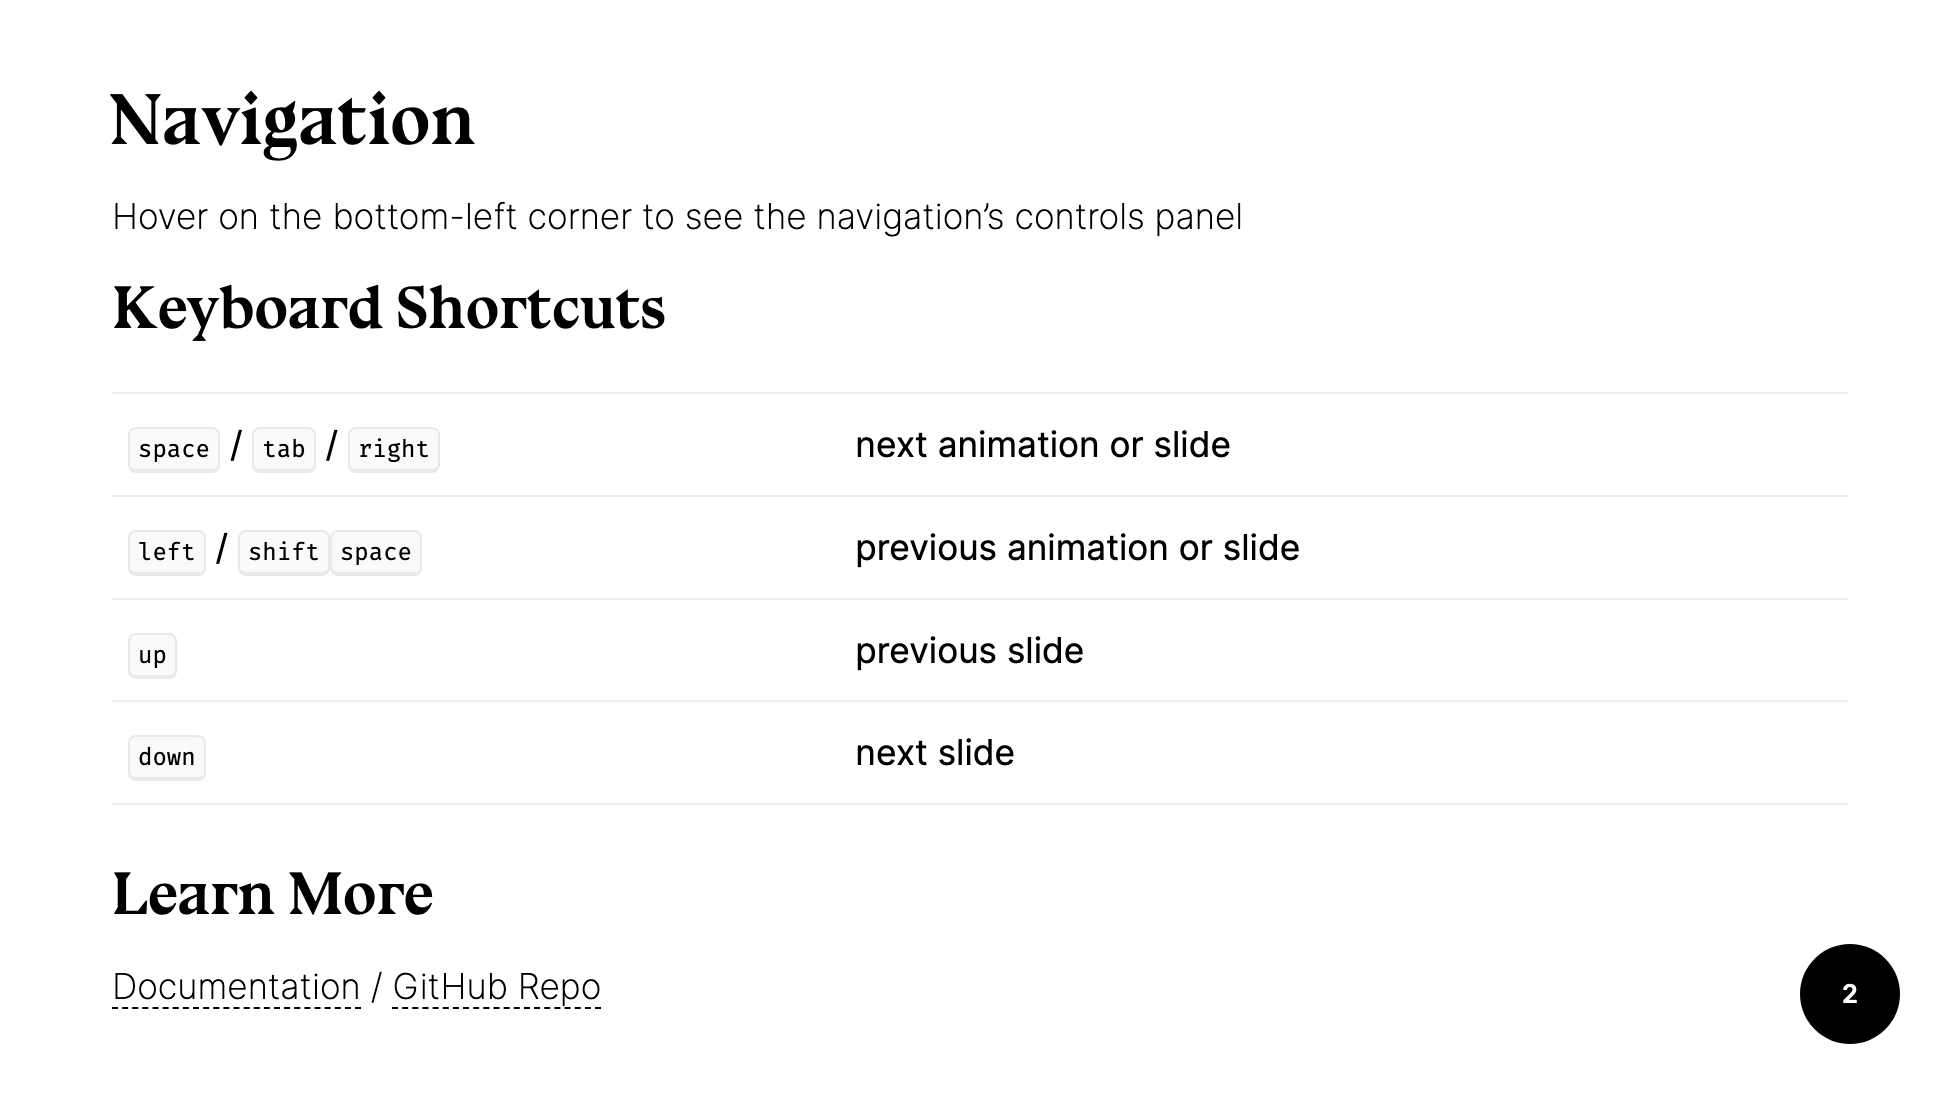 Navigation
Hover on the bottom-left corner to see the navigation’s controls panel
Keyboard Shortcuts
space / tab / right next animation or slide
left / shift space previous animation or slide
up previous slide
down next slide
Learn More
Documentation / GitHub Repo
2